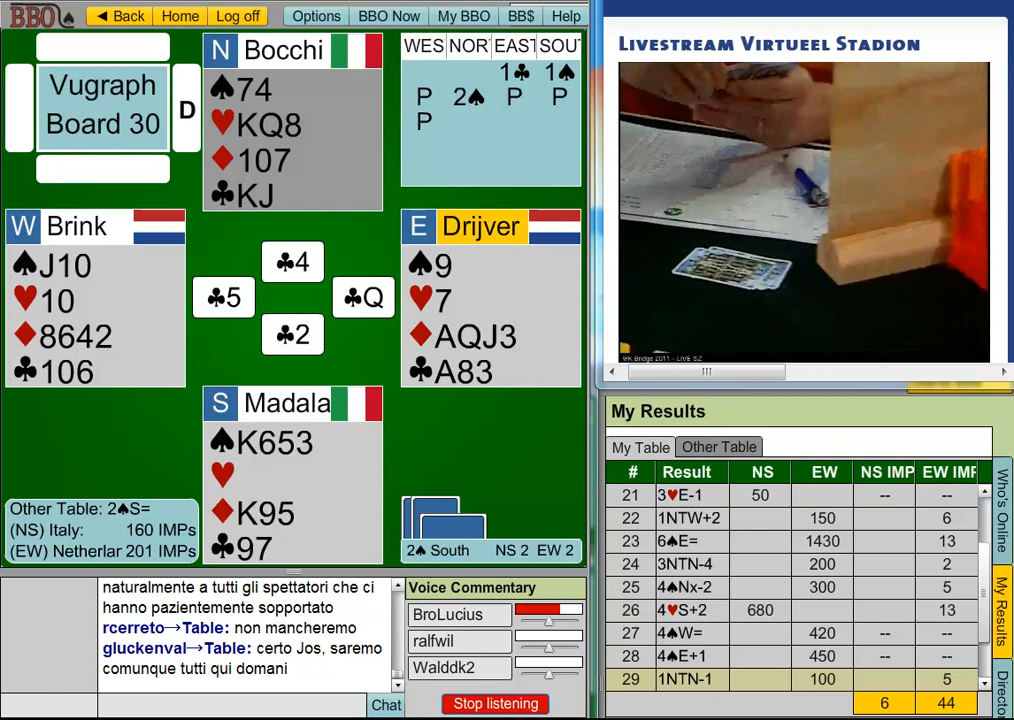 BBO
◄ Back Home Log off Options BBO Now My BBO BB$ Help
Vugraph
Board 30
D
N Bocchi
♠74
♥KQ8
♦107
♣KJ
WES NOR EAST SOUT
1♣ 1♠
P 2♠ P P
P
W Brink
♠J10
♥10
♦8642
♣106
♣4
♣5
♣Q
♣2
E Drijver
♠9
♥7
♦AQJ3
♣A83
S Madala
♠K653
♥
♦K95
♣97
Other Table: 2♠S=
(NS) Italy: 160 IMPs
(EW) Netherlar 201 IMPs
2♠ South NS 2 EW 2
naturalmente a tutti gli spettatori che ci
hanno pazientemente sopportato
rcerreto→Table: non mancheremo
gluckenval→Table: certo Jos, saremo
comunque tutti qui domani
Chat
Voice Commentary
BroLucius
ralfwil
Walddk2
Stop listening
Livestream Virtueel Stadion
WK Bridge 2011 - LIVE SZ
My Results
My Table Other Table
# Result NS EW NS IMP EW IMF
21 3♥E-1 50 -- --
22 1NTW+2 150 6
23 6♠E= 1430 13
24 3NTN-4 200 2
25 4♠Nx-2 300 5
26 4♥S+2 680 13
27 4♠W= 420 -- --
28 4♠E+1 450 -- --
29 1NTN-1 100 5
6 44
Who's Online
My Results
Director